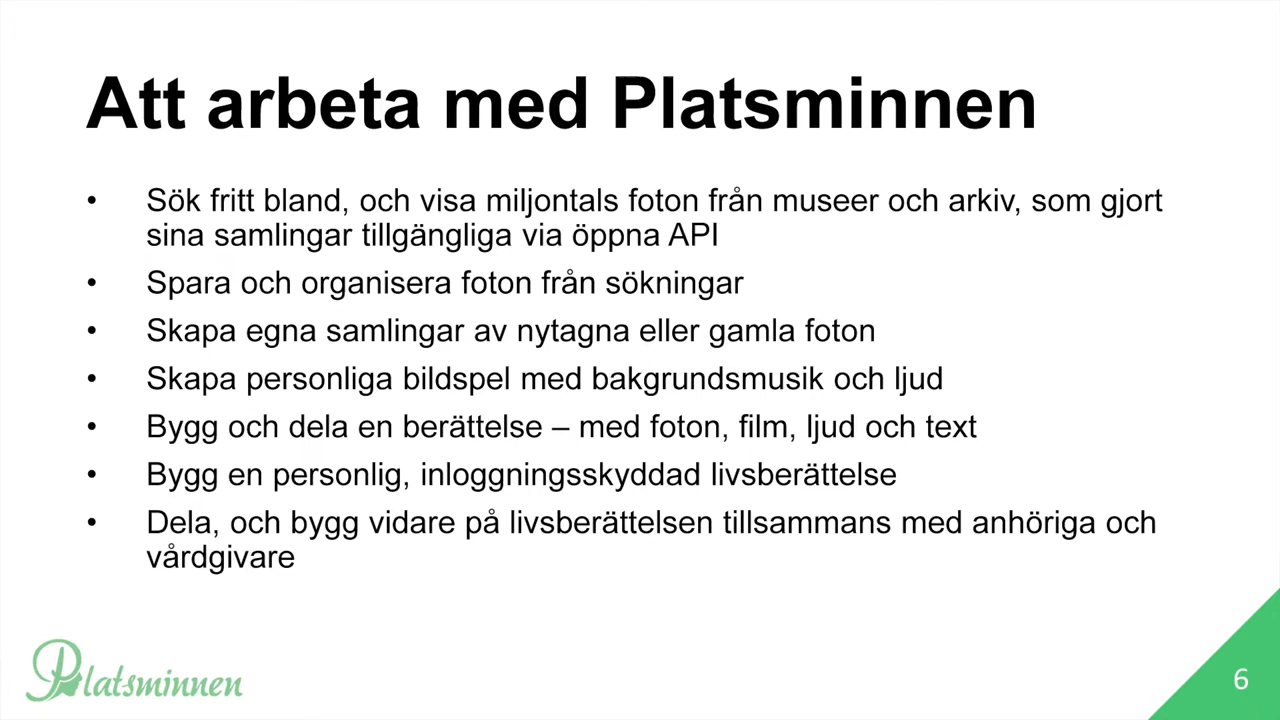 Att arbeta med Platsminnen
• Sök fritt bland, och visa miljontals foton från museer och arkiv, som gjort
sina samlingar tillgängliga via öppna API
• Spara och organisera foton från sökningar
• Skapa egna samlingar av nytagna eller gamla foton
• Skapa personliga bildspel med bakgrundsmusik och ljud
• Bygg och dela en berättelse – med foton, film, ljud och text
• Bygg en personlig, inloggningsskyddad livsberättelse
• Dela, och bygg vidare på livsberättelsen tillsammans med anhöriga och
vårdgivare
Platsminnen
6